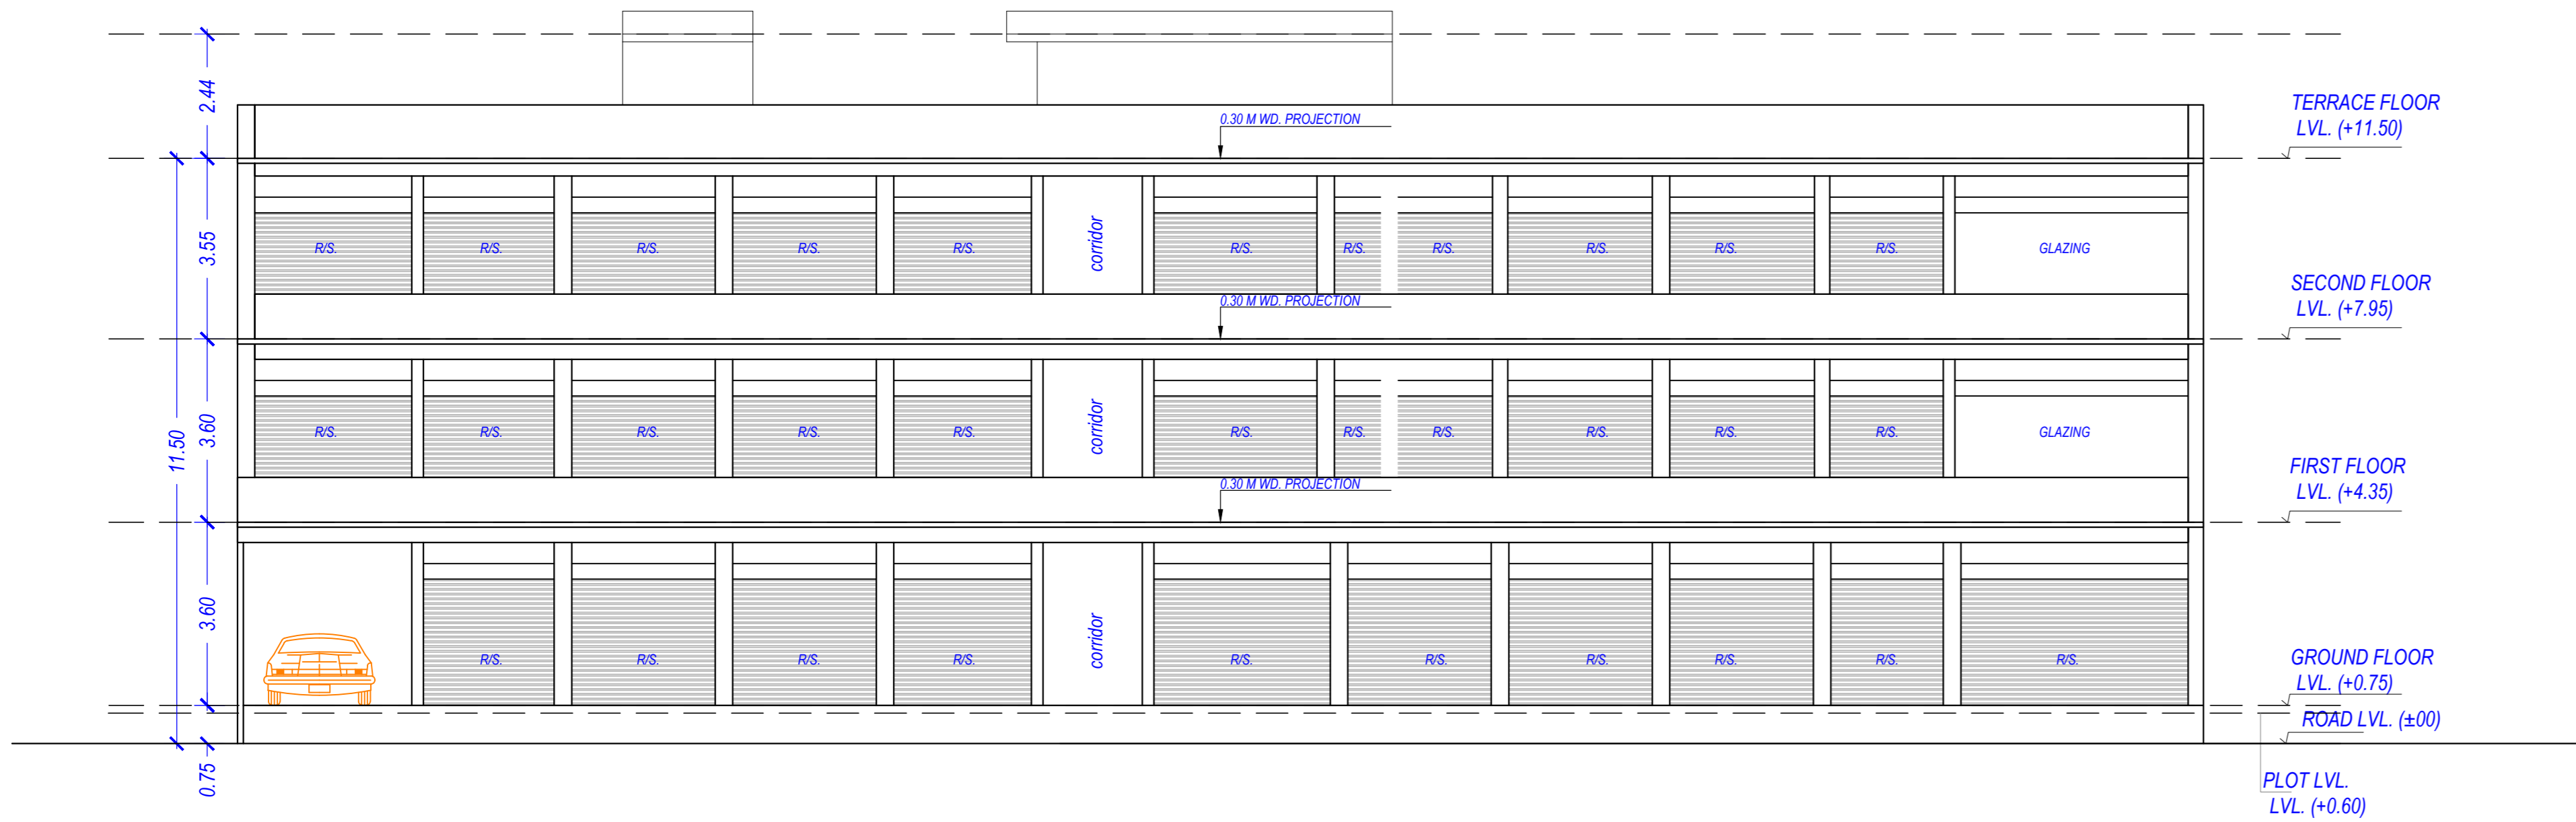 2.44
0.30 M WD. PROJECTION
TERRACE FLOOR
LVL. (+11.50)
3.55
R/S.
R/S.
R/S.
R/S.
R/S.
corridor
R/S.
R/S.
R/S.
R/S.
R/S.
R/S.
GLAZING
0.30 M WD. PROJECTION
SECOND FLOOR
LVL. (+7.95)
11.50
3.60
R/S.
R/S.
R/S.
R/S.
R/S.
corridor
R/S.
R/S.
R/S.
R/S.
R/S.
R/S.
GLAZING
0.30 M WD. PROJECTION
FIRST FLOOR
LVL. (+4.35)
3.60
R/S.
R/S.
R/S.
R/S.
corridor
R/S.
R/S.
R/S.
R/S.
R/S.
R/S.
GROUND FLOOR
LVL. (+0.75)
ROAD LVL. (±00)
0.75
PLOT LVL.
LVL. (+0.60)